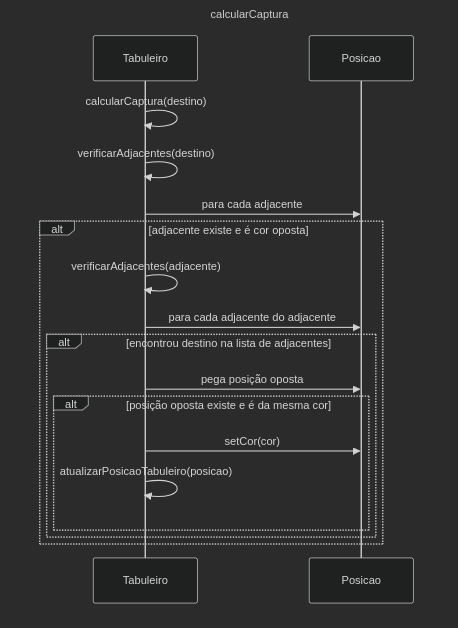 calcularCaptura
Tabuleiro
Posicao
calcularCaptura(destino)
verificarAdjacentes(destino)
para cada adjacente
alt
[adjacente existe e é cor oposta]
verificarAdjacentes(adjacente)
para cada adjacente do adjacente
alt
[encontrou destino na lista de adjacentes]
pega posição oposta
alt
[posição oposta existe e é da mesma cor]
setCor(cor)
atualizarPosicaoTabuleiro(posicao)
Tabuleiro
Posicao